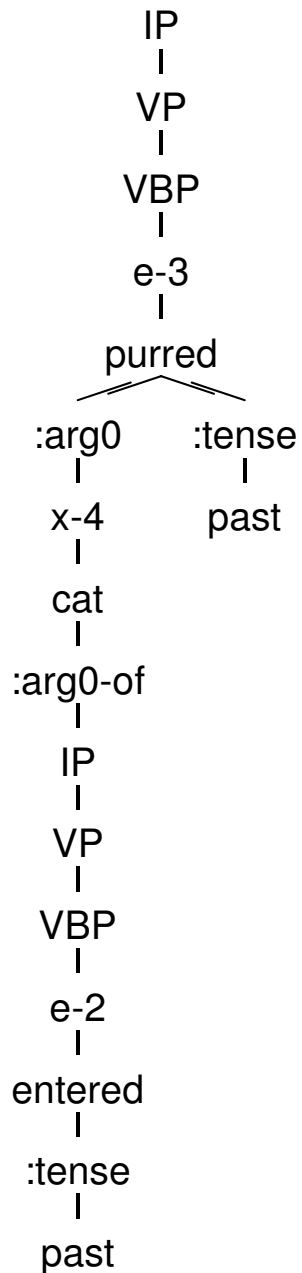 IP
VP
VBP
e-3
purred
:arg0 :tense
x-4 past
cat
:arg0-of
IP
VP
VBP
e-2
entered
:tense
past